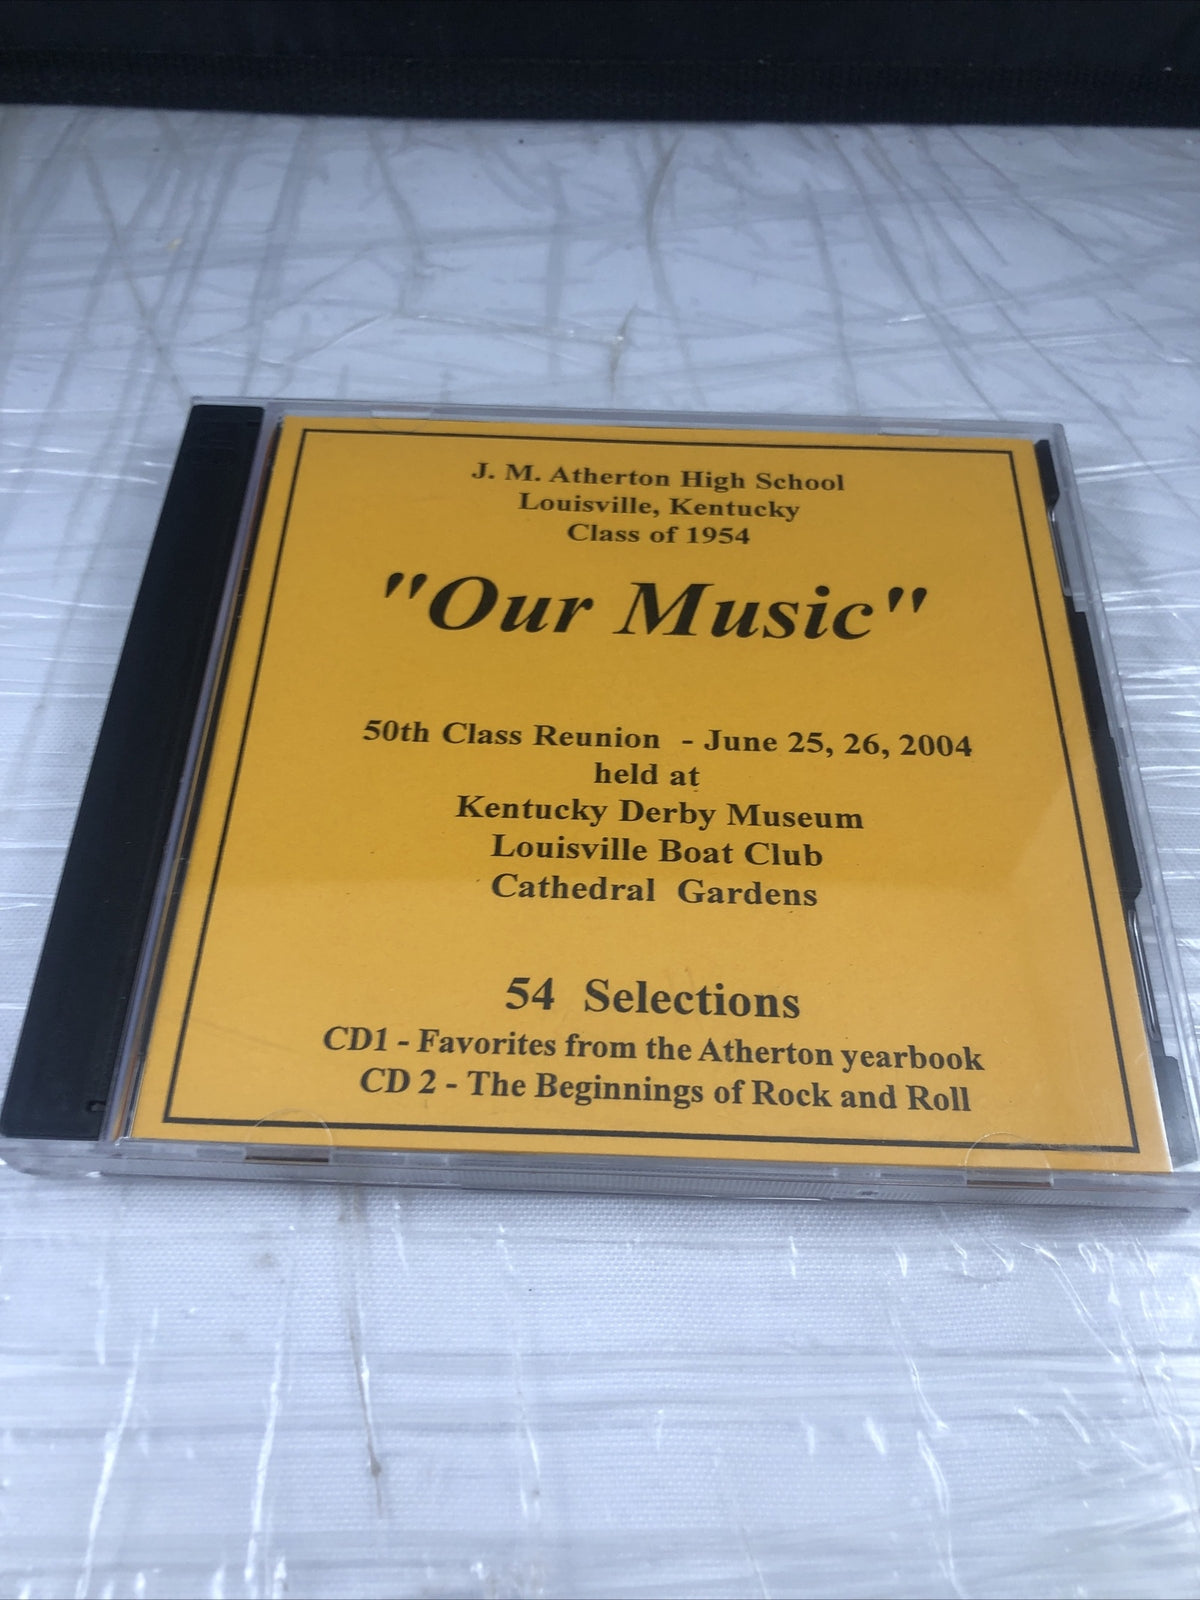 J. M. Atherton High School
Louisville, Kentucky
Class of 1954
"Our Music"
50th Class Reunion - June 25, 26, 2004
held at
Kentucky Derby Museum
Louisville Boat Club
Cathedral Gardens
54 Selections
CD1 - Favorites from the Atherton yearbook
CD 2 - The Beginnings of Rock and Roll